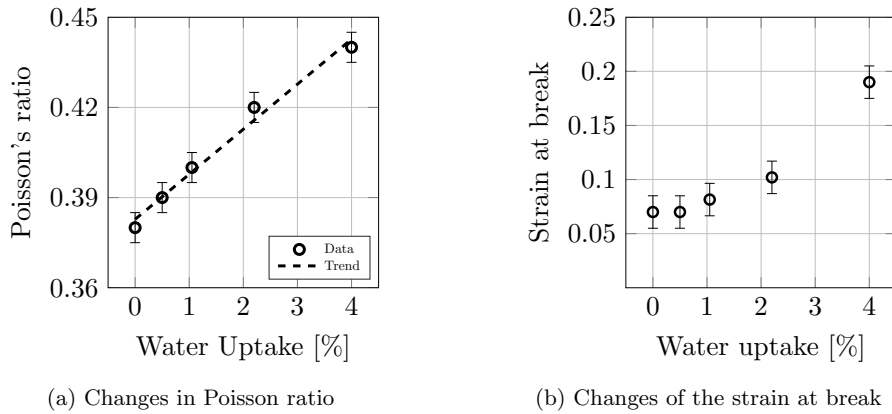 0.45
0.42
0.39
0.36
Poisson's ratio
Data
Trend
0 1 2 3 4
Water Uptake [%]
(a) Changes in Poisson ratio
0.25
0.2
0.15
0.1
0.05
Strain at break
0 1 2 3 4
Water uptake [%]
(b) Changes of the strain at break